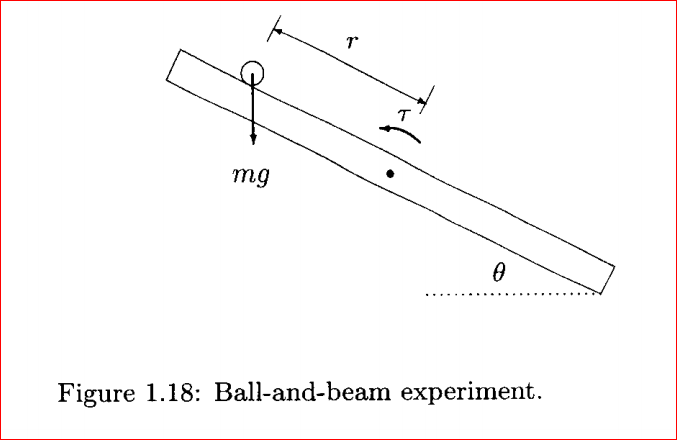 r
τ
mg
θ
Figure 1.18: Ball-and-beam experiment.